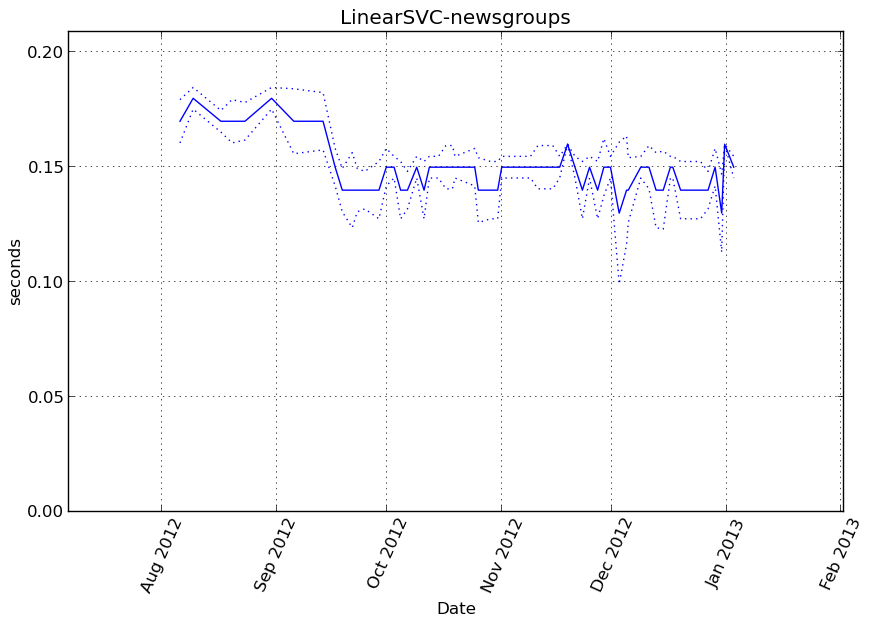 LinearSVC-newsgroups
0.20
0.15
0.10
0.05
0.00
seconds
Aug 2012
Sep 2012
Oct 2012
Nov 2012
Dec 2012
Jan 2013
Feb 2013
Date